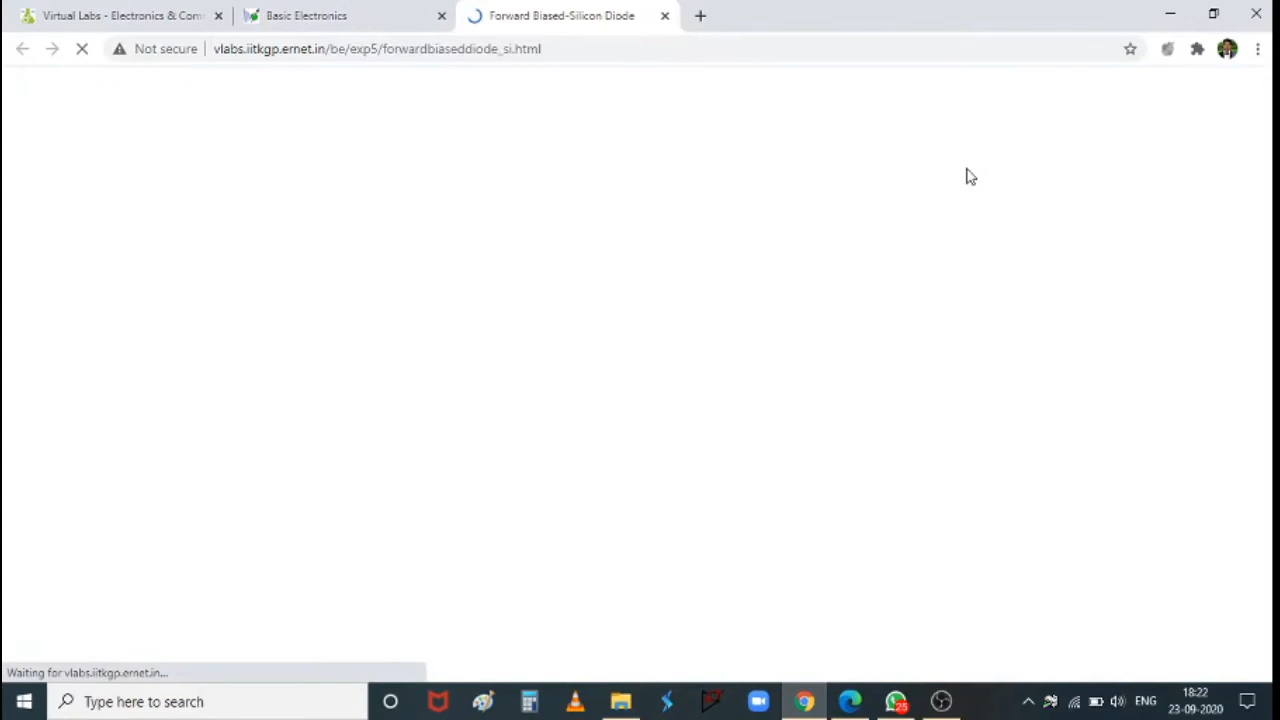 Virtual Labs - Electronics & Com
Basic Electronics
Forward Biased-Silicon Diode
Not secure
vlabs.iitkgp.ernet.in/be/exp5/forwardbiaseddiode_si.html
Waiting for vlabs.iitkgp.ernet.in...
Type here to search
25
ENG
18:22
23-09-2020